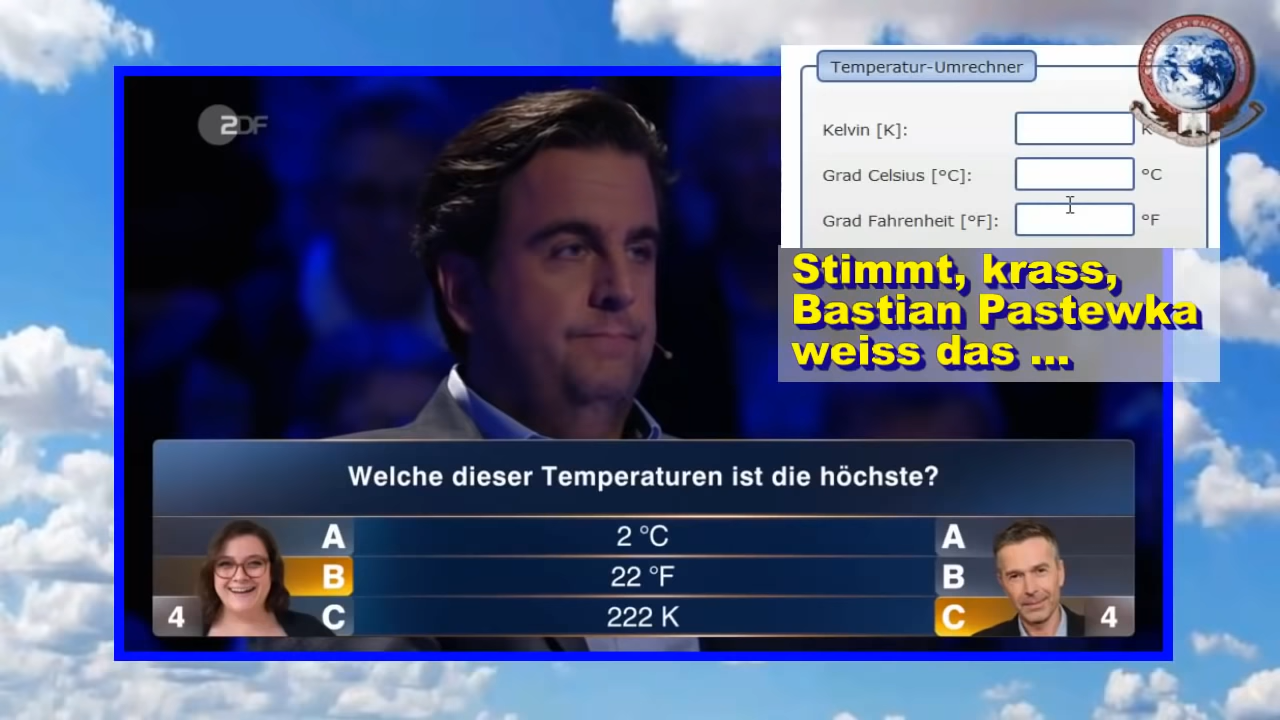 ZDF
Temperatur-Umrechner
Kelvin [K]:
K
Grad Celsius [°C]:
°C
Grad Fahrenheit [°F]:
°F
Stimmt, krass,
Bastian Pastewka
weiss das ...
Welche dieser Temperaturen ist die höchste?
A 2 °C A
B 22 °F B
4 C 222 K C 4